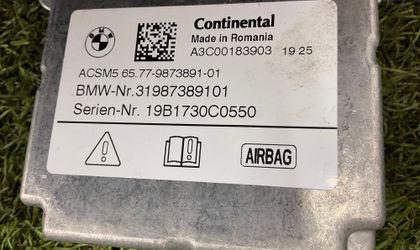 BMW
Continental
Made in Romania
A3C00183903 19 25
ACSM5 65.77-9873891-01
BMW-Nr.31987389101
Serien-Nr. 19B1730C0550
AIRBAG